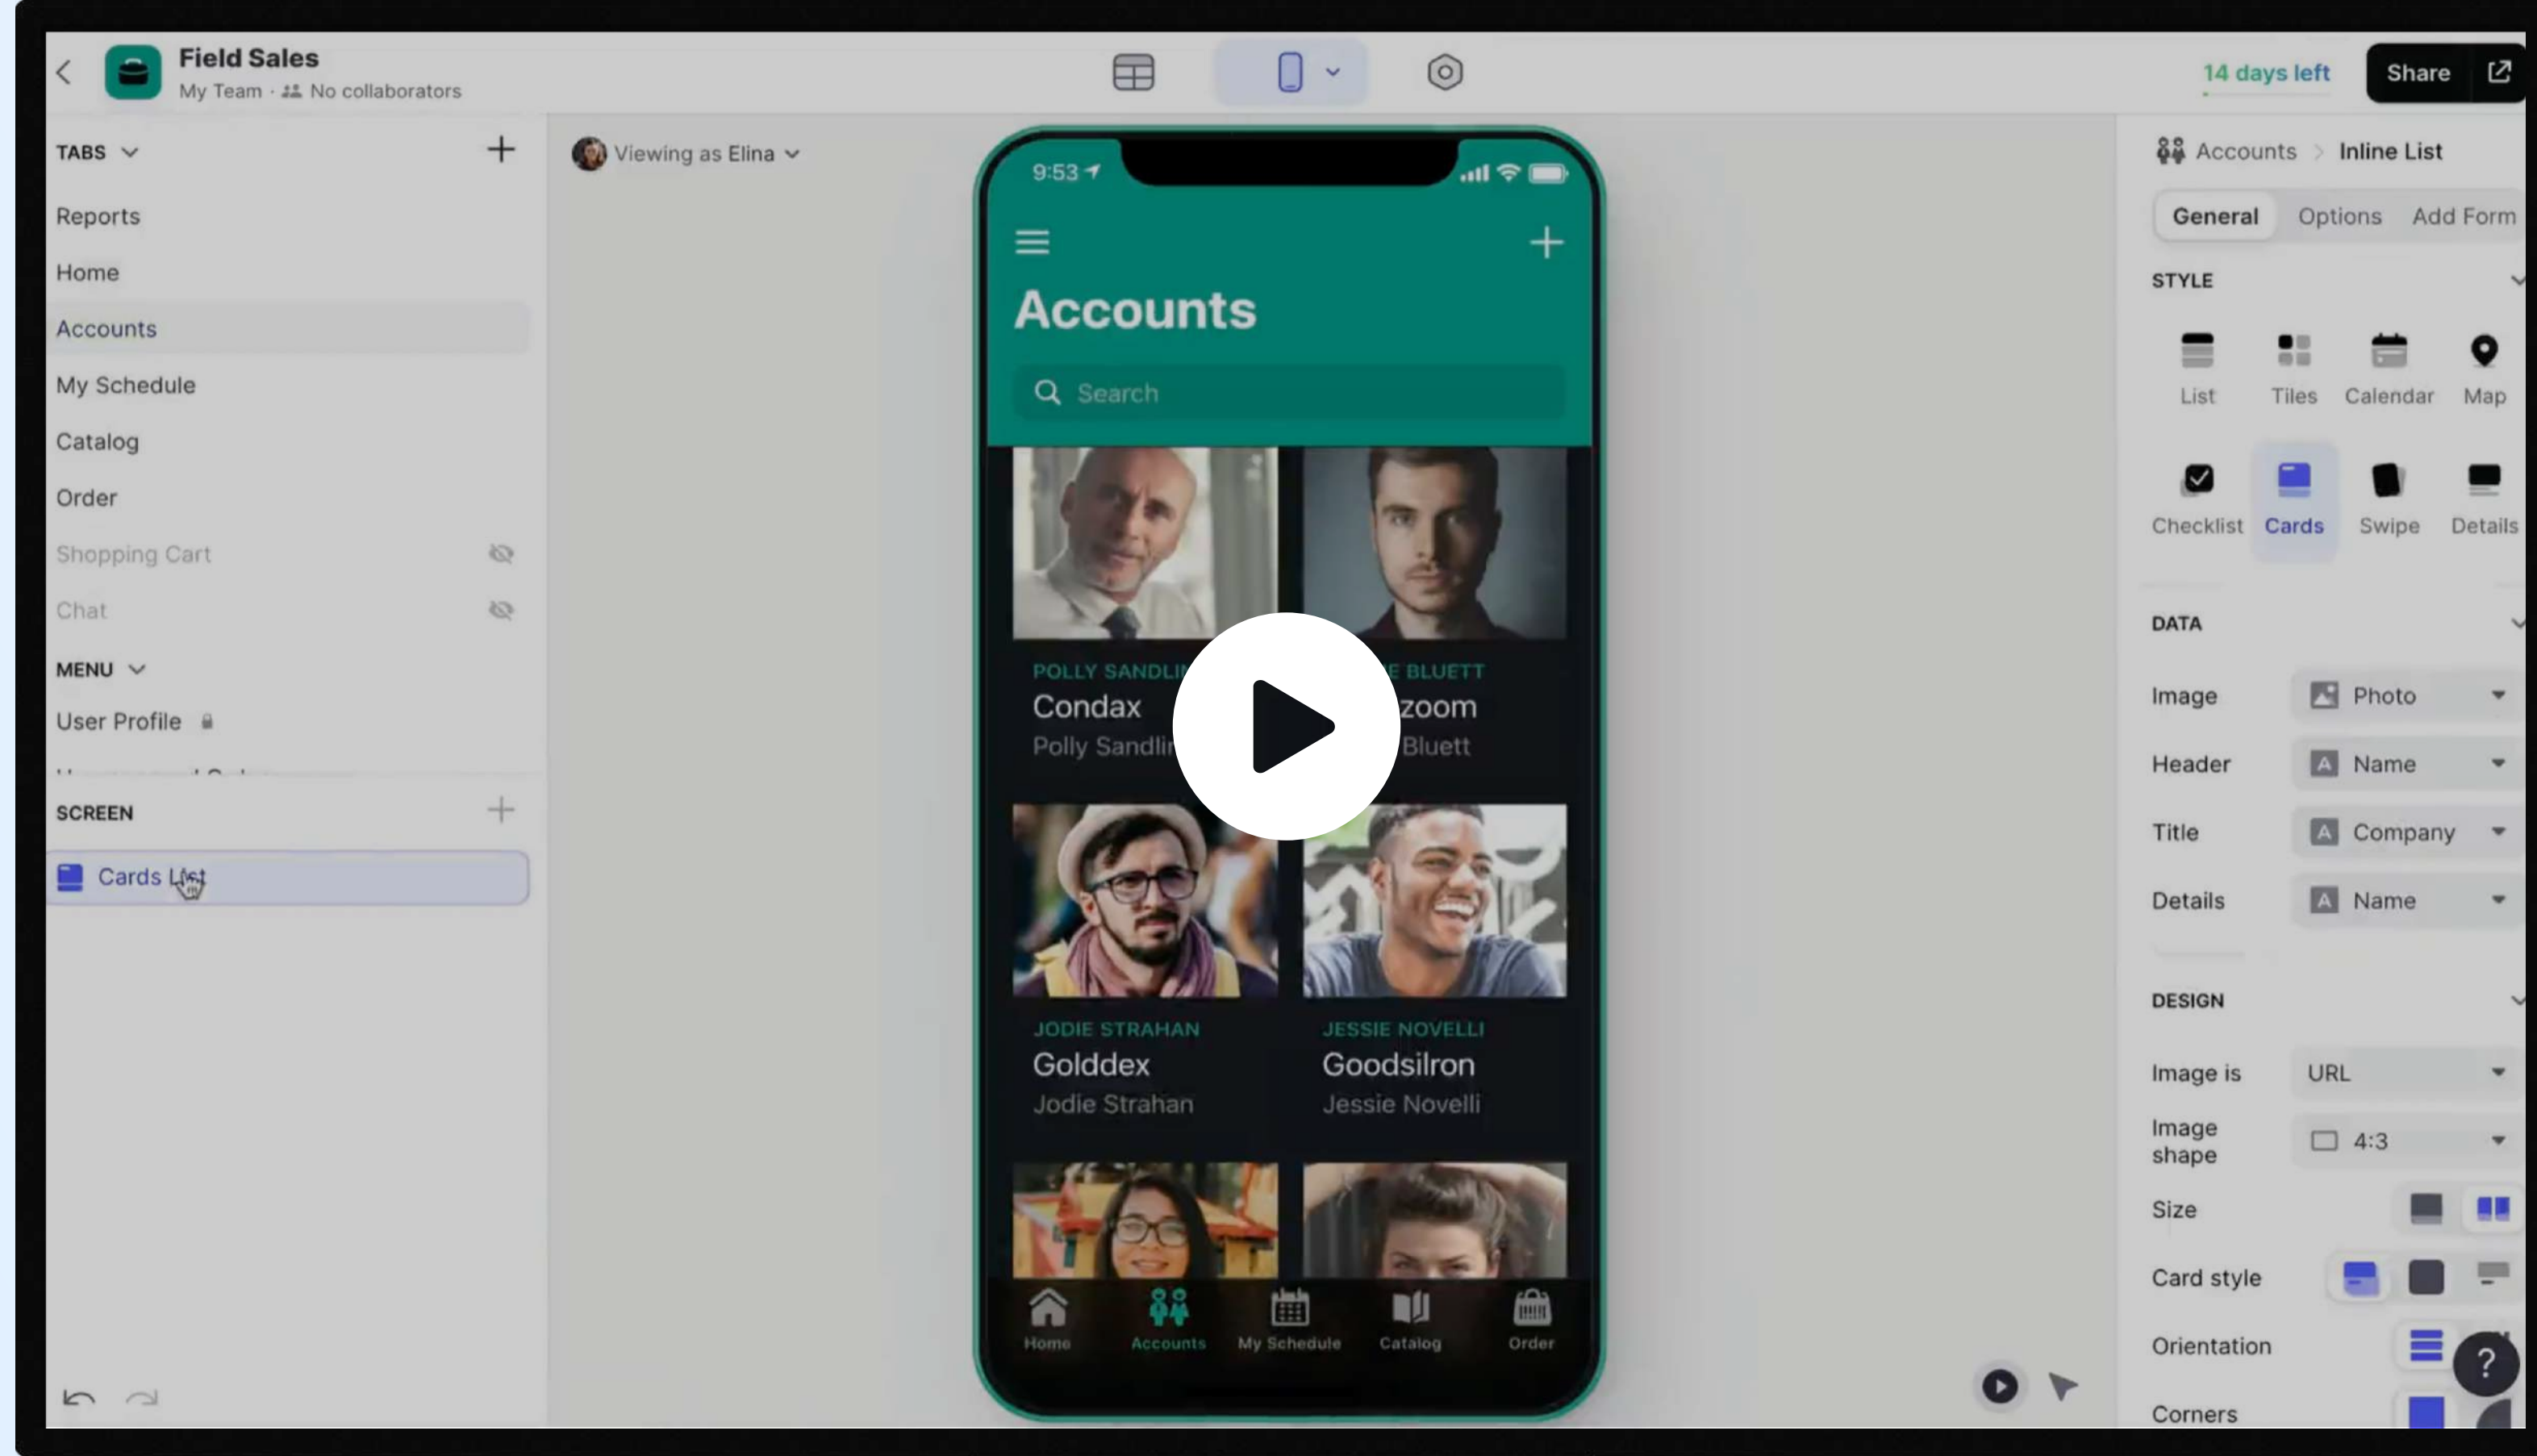 Field Sales
My Team · No collaborators
14 days left
Share
TABS
Reports
Home
Accounts
My Schedule
Catalog
Order
Shopping Cart
Chat
MENU
User Profile
SCREEN
Cards List
Viewing as Elina
9:53
Accounts
Search
POLLY SANDLI
Condax
Polly Sandlin
E BLUETT
zoom
Bluett
JODIE STRAHAN
Golddex
Jodie Strahan
JESSIE NOVELLI
Goodsilron
Jessie Novelli
Home Accounts My Schedule Catalog Order
Accounts > Inline List
General Options Add Form
STYLE
List Tiles Calendar Map
Checklist Cards Swipe Details
DATA
Image Photo
Header A Name
Title A Company
Details A Name
DESIGN
Image is URL
Image shape 4:3
Size
Card style
Orientation
?
Corners